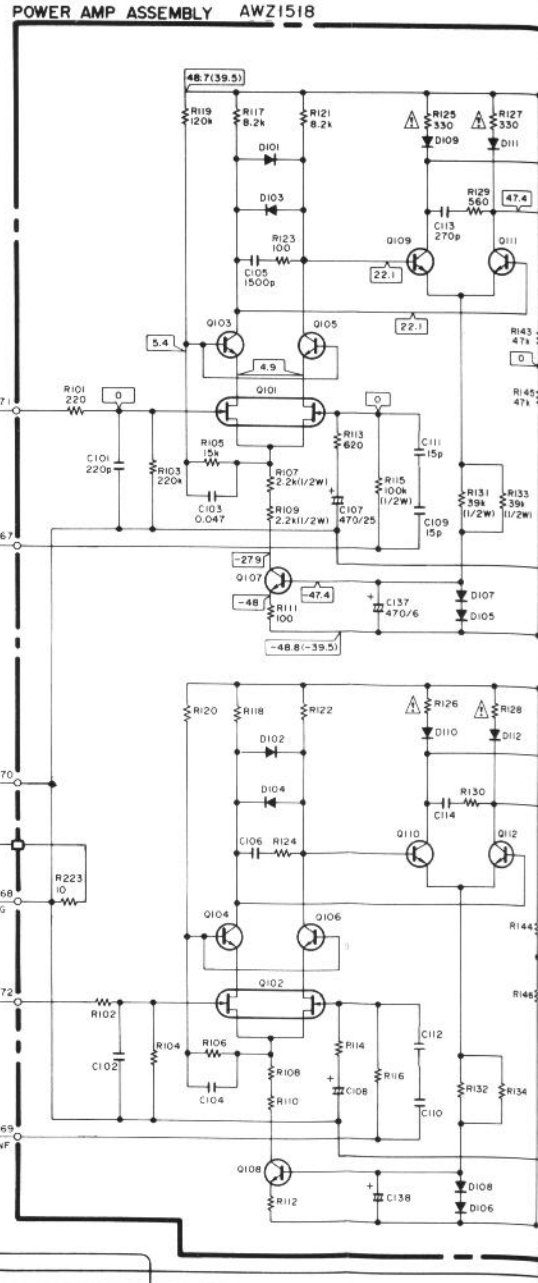 POWER AMP ASSEMBLY AWZ1518
48.7(39.5)
R119
120k
R117
8.2k
R121
8.2k
R125
330
R127
330
D101
D109
D111
D103
R129
560
47.4
C113
270p
R123
100
Q109
Q111
C105
1500p
22.1
Q103
Q105
22.1
R143
47k
5.4
4.9
0
71
R101
220
0
Q101
0
R145
47k
R105
15k
R113
620
C111
15p
C101
220p
R103
220k
R107
2.2k(1/2W)
R115
100k
(1/2W)
C103
0.047
R109
2.2k(1/2W)
C107
470/25
C109
15p
R131
39k
(1/2W)
R133
39k
(1/2W)
67
-27.9
Q107
-48
-47.4
D107
R111
100
C137
470/6
D105
-48.8(-39.5)
R120
R118
R122
R126
R128
D102
D110
D112
D104
R130
70
C114
C106
R124
Q110
Q112
R223
10
68
G
Q104
Q106
R144
Q102
72
R146
R102
R106
R114
C112
C102
R104
R108
R116
C104
R110
C108
C110
R132
R134
69
NF
Q108
D108
R112
C138
D106